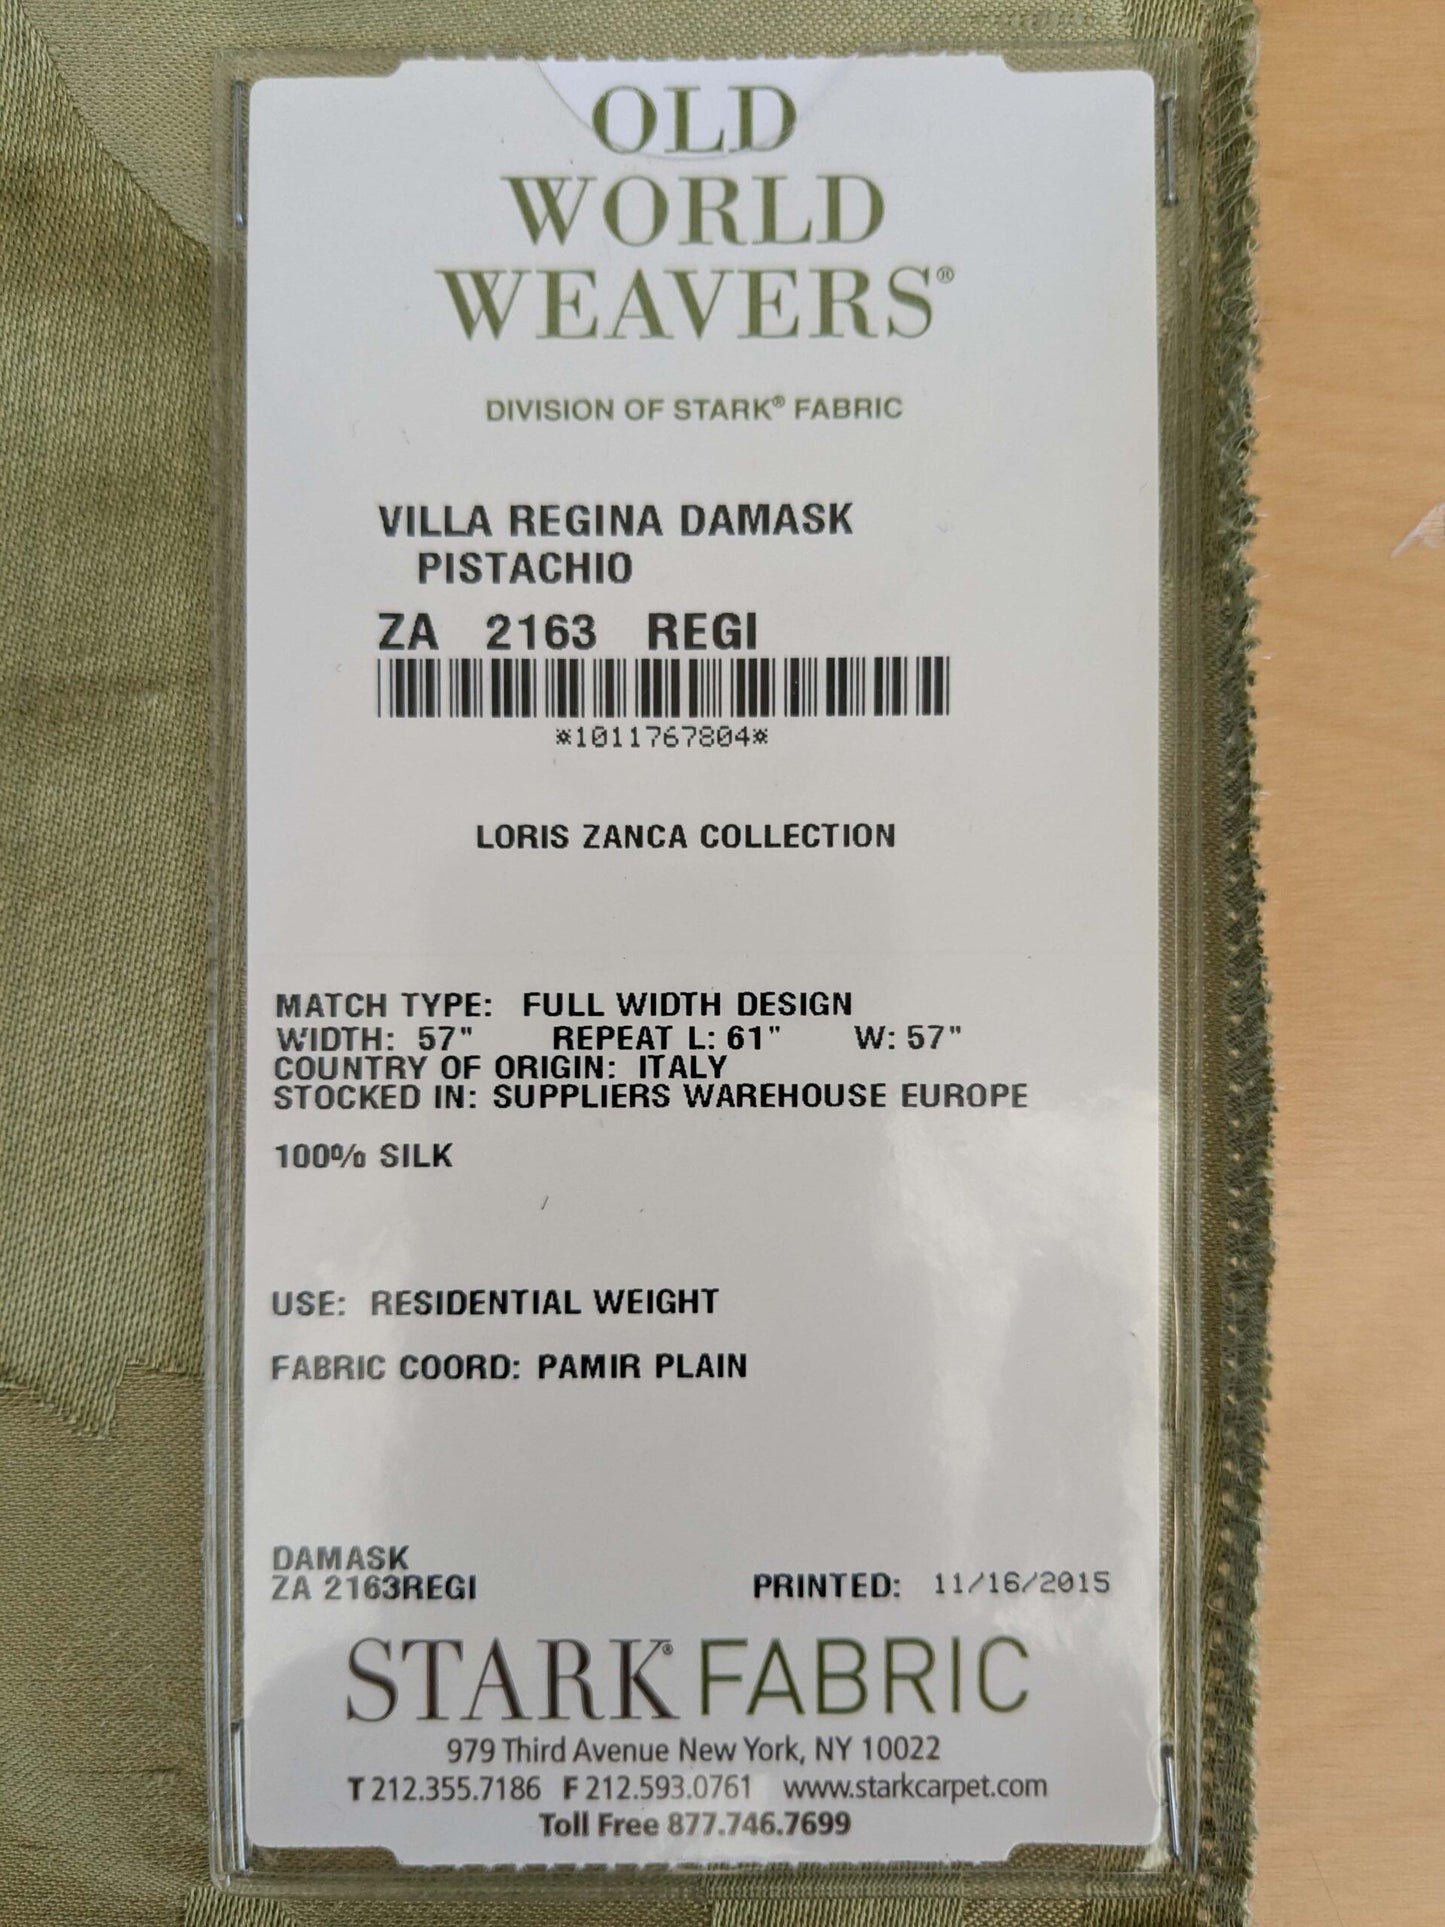 OLD
WORLD
WEAVERS®
DIVISION OF STARK® FABRIC
VILLA REGINA DAMASK
PISTACHIO
ZA 2163 REGI
*1011767804*
LORIS ZANCA COLLECTION
MATCH TYPE: FULL WIDTH DESIGN
WIDTH: 57" REPEAT L: 61" W: 57"
COUNTRY OF ORIGIN: ITALY
STOCKED IN: SUPPLIERS WAREHOUSE EUROPE
100% SILK
USE: RESIDENTIAL WEIGHT
FABRIC COORD: PAMIR PLAIN
DAMASK
ZA 2163REGI PRINTED: 11/16/2015
STARK® FABRIC
979 Third Avenue New York, NY 10022
T 212.355.7186 F 212.593.0761 www.starkcarpet.com
Toll Free 877.746.7699